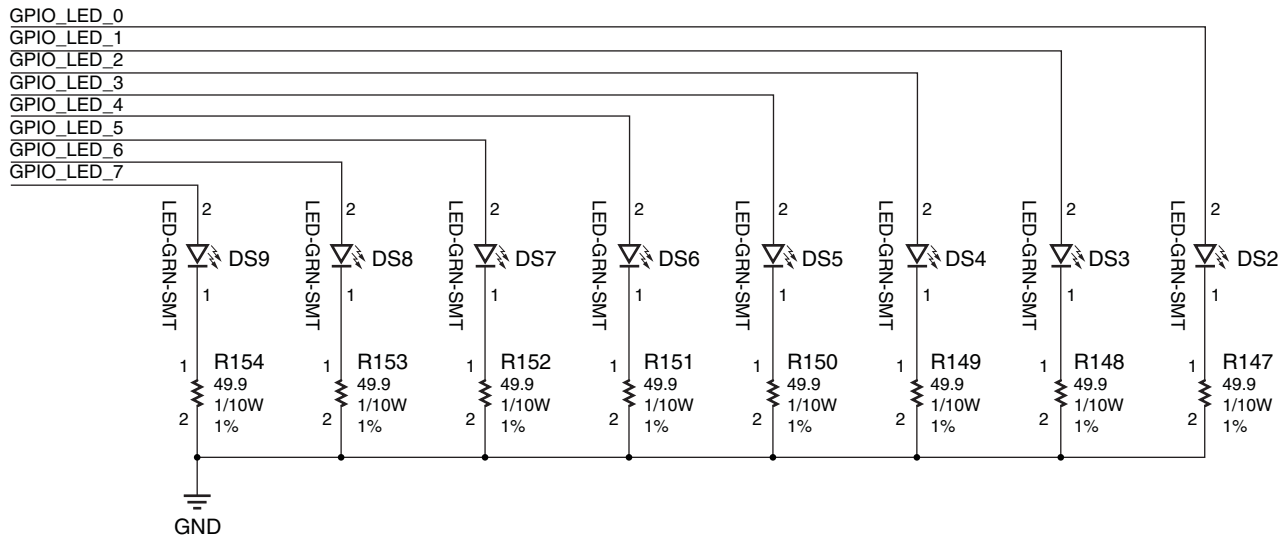 GPIO_LED_0
GPIO_LED_1
GPIO_LED_2
GPIO_LED_3
GPIO_LED_4
GPIO_LED_5
GPIO_LED_6
GPIO_LED_7
LED-GRN-SMT
2
DS9
1
1
R154
49.9
1/10W
1%
2
LED-GRN-SMT
2
DS8
1
1
R153
49.9
1/10W
1%
2
LED-GRN-SMT
2
DS7
1
1
R152
49.9
1/10W
1%
2
LED-GRN-SMT
2
DS6
1
1
R151
49.9
1/10W
1%
2
LED-GRN-SMT
2
DS5
1
1
R150
49.9
1/10W
1%
2
LED-GRN-SMT
2
DS4
1
1
R149
49.9
1/10W
1%
2
LED-GRN-SMT
2
DS3
1
1
R148
49.9
1/10W
1%
2
LED-GRN-SMT
2
DS2
1
1
R147
49.9
1/10W
1%
2
GND